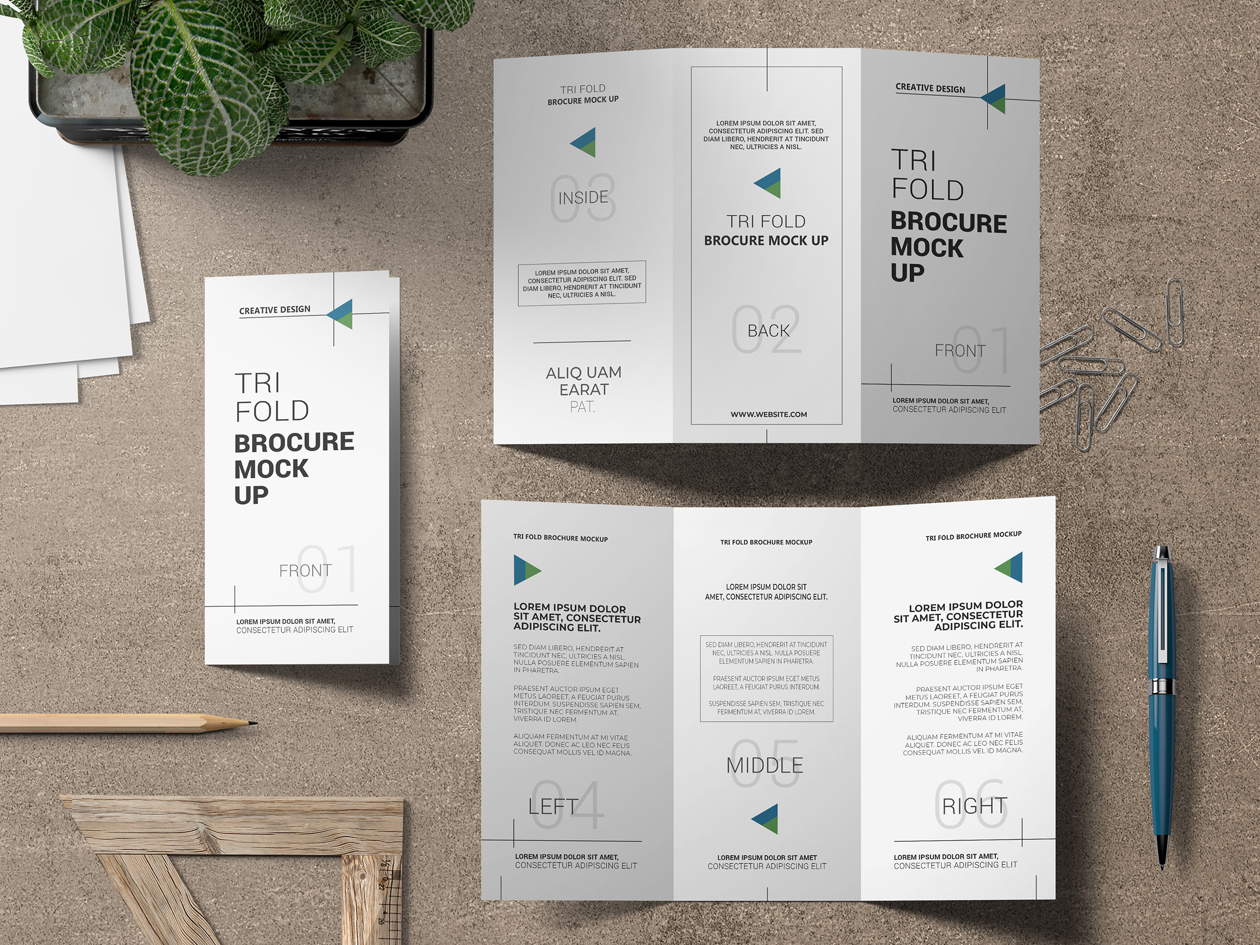 CREATIVE DESIGN
TRI
FOLD
BROCURE
MOCK
UP
01
FRONT
LOREM IPSUM DOLOR SIT AMET,
CONSECTETUR ADIPISCING ELIT
TRI FOLD
BROCURE MOCK UP
03
INSIDE
LOREM IPSUM DOLOR SIT AMET,
CONSECTETUR ADIPISCING ELIT. SED
DIAM LIBERO, HENDRERIT AT TINCIDUNT
NEC, ULTRICIES A NISL.
ALIQ UAM
EARAT
PAT.
LOREM IPSUM DOLOR SIT AMET,
CONSECTETUR ADIPISCING ELIT. SED
DIAM LIBERO, HENDRERIT AT TINCIDUNT
NEC, ULTRICIES A NISL.
TRI FOLD
BROCURE MOCK UP
02
BACK
WWW.WEBSITE.COM
CREATIVE DESIGN
TRI
FOLD
BROCURE
MOCK
UP
01
FRONT
LOREM IPSUM DOLOR SIT AMET,
CONSECTETUR ADIPISCING ELIT
TRI FOLD BROCHURE MOCKUP
LOREM IPSUM DOLOR
SIT AMET, CONSECTETUR
ADIPISCING ELIT.
SED DIAM LIBERO, HENDRERIT AT
TINCIDUNT NEC, ULTRICIES A NISL.
NULLA POSUERE ELEMENTUM SAPIEN
IN PHARETRA.
PRAESENT AUCTOR IPSUM EGET
METUS LAOREET, A FEUGIAT PURUS
INTERDUM. SUSPENDISSE SAPIEN SEM,
TRISTIQUE NEC FERMENTUM AT,
VIVERRA ID LOREM.
ALIQUAM FERMENTUM AT MI VITAE
ALIQUET. DONEC AC LEO NEC FELIS
CONSEQUAT MOLLIS VEL ID MAGNA.
04
LEFT
LOREM IPSUM DOLOR SIT AMET,
CONSECTETUR ADIPISCING ELIT
TRI FOLD BROCHURE MOCKUP
LOREM IPSUM DOLOR SIT
AMET, CONSECTETUR ADIPISCING ELIT.
SED DIAM LIBERO, HENDRERIT AT TINCIDUNT
NEC, ULTRICIES A NISL. NULLA POSUERE
ELEMENTUM SAPIEN IN PHARETRA.
PRAESENT AUCTOR IPSUM EGET METUS
LAOREET, A FEUGIAT PURUS INTERDUM.
SUSPENDISSE SAPIEN SEM, TRISTIQUE NEC
FERMENTUM AT, VIVERRA ID LOREM.
05
MIDDLE
LOREM IPSUM DOLOR SIT AMET
CONSECTETUR ADIPISCING ELIT
TRI FOLD BROCHURE MOCKUP
LOREM IPSUM DOLOR
SIT AMET, CONSECTETUR
ADIPISCING ELIT.
SED DIAM LIBERO, HENDRERIT AT
TINCIDUNT NEC, ULTRICIES A NISL.
NULLA POSUERE ELEMENTUM SAPIEN
IN PHARETRA.
PRAESENT AUCTOR IPSUM EGET
METUS LAOREET, A FEUGIAT PURUS
INTERDUM. SUSPENDISSE SAPIEN SEM,
TRISTIQUE NEC FERMENTUM AT,
VIVERRA ID LOREM.
ALIQUAM FERMENTUM AT MI VITAE
ALIQUET. DONEC AC LEO NEC FELIS
CONSEQUAT MOLLIS VEL ID MAGNA.
06
RIGHT
LOREM IPSUM DOLOR SIT AMET,
CONSECTETUR ADIPISCING ELIT